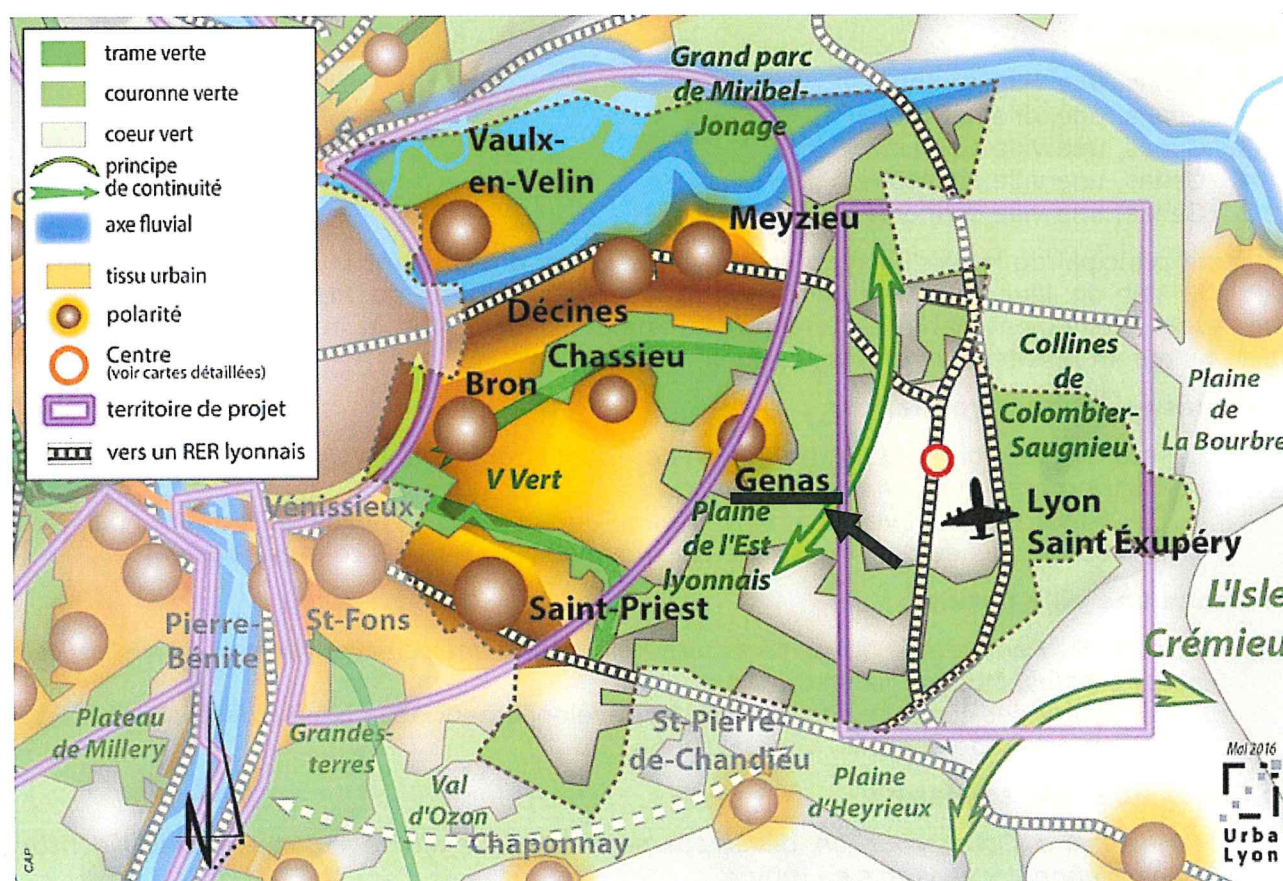 trame verte
couronne verte
coeur vert
principe
de continuité
axe fluvial
tissu urbain
polarité
Centre
(voir cartes détaillées)
territoire de projet
vers un RER lyonnais
Grand parc
de Miribel-
Jonage
Vaulx-
en-Velin
Meyzieu
Décines
Chassieu
Bron
Collines
de
Colombier-
Saugnieu
Plaine
de
La Bourbre
V Vert
Genas
Plaine
de l'Est
lyonnais
Lyon
Saint Éxupéry
Vénissieux
Saint-Priest
St-Fons
Pierre-
Bénite
L'Isle
Crémieu
Plateau
de Millery
Grandes-
terres
St-Pierre-
de-Chandieu
Val
d'Ozon
Chaponnay
Plaine
d'Heyrieux
Mai 2016
Urba
Lyon
N
CAP